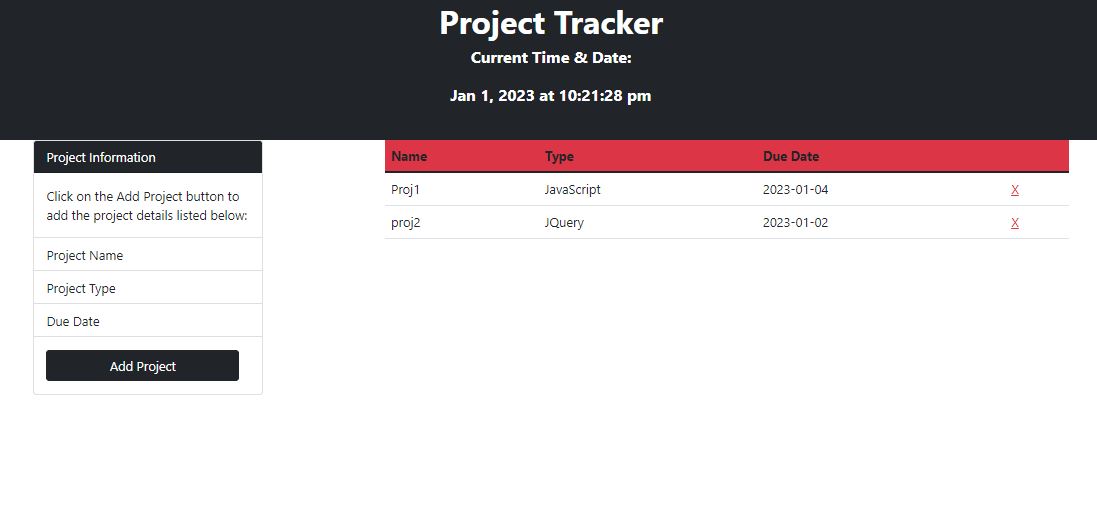 Project Tracker
Current Time & Date:
Jan 1, 2023 at 10:21:28 pm
Project Information
Click on the Add Project button to
add the project details listed below:
Project Name
Project Type
Due Date
Add Project
Name Type Due Date
Proj1 JavaScript 2023-01-04 X
proj2 JQuery 2023-01-02 X